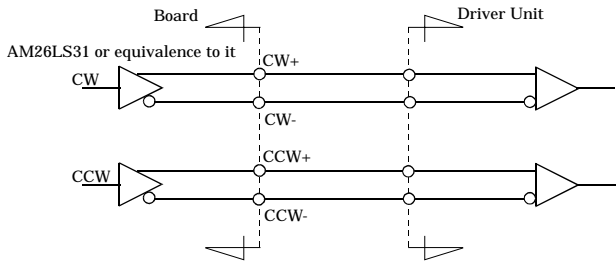 Board
Driver Unit
AM26LS31 or equivalence to it
CW
CW+
CW-
CCW
CCW+
CCW-